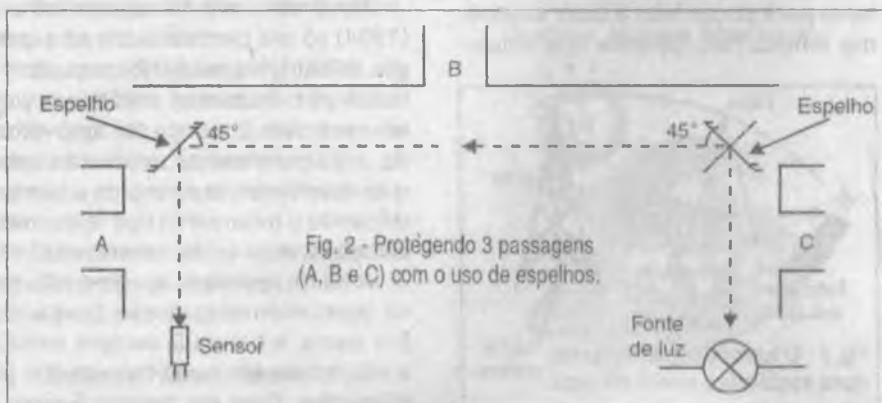 B
Espelho
45°
45°
Espelho
A
Fig. 2 - Protegendo 3 passagens
(A, B e C) com o uso de espelhos.
C
Sensor
Fonte
de luz